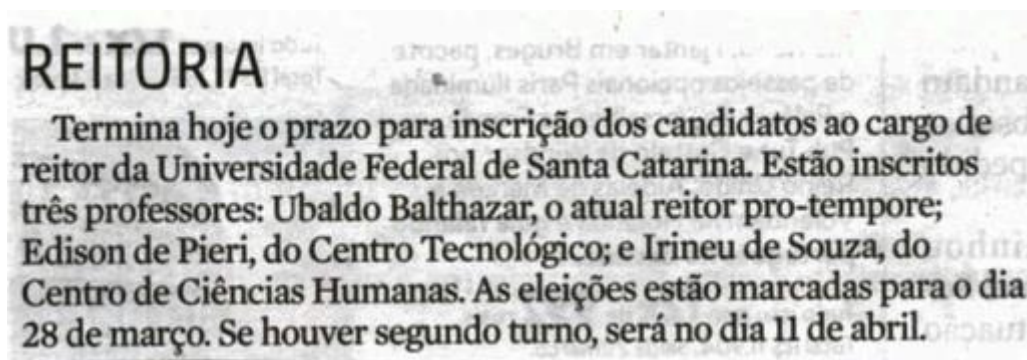 REITORIA
Termina hoje o prazo para inscrição dos candidatos ao cargo de
reitor da Universidade Federal de Santa Catarina. Estão inscritos
três professores: Ubaldo Balthazar, o atual reitor pro-tempore;
Edison de Pieri, do Centro Tecnológico; e Irineu de Souza, do
Centro de Ciências Humanas. As eleições estão marcadas para o dia
28 de março. Se houver segundo turno, será no dia 11 de abril.